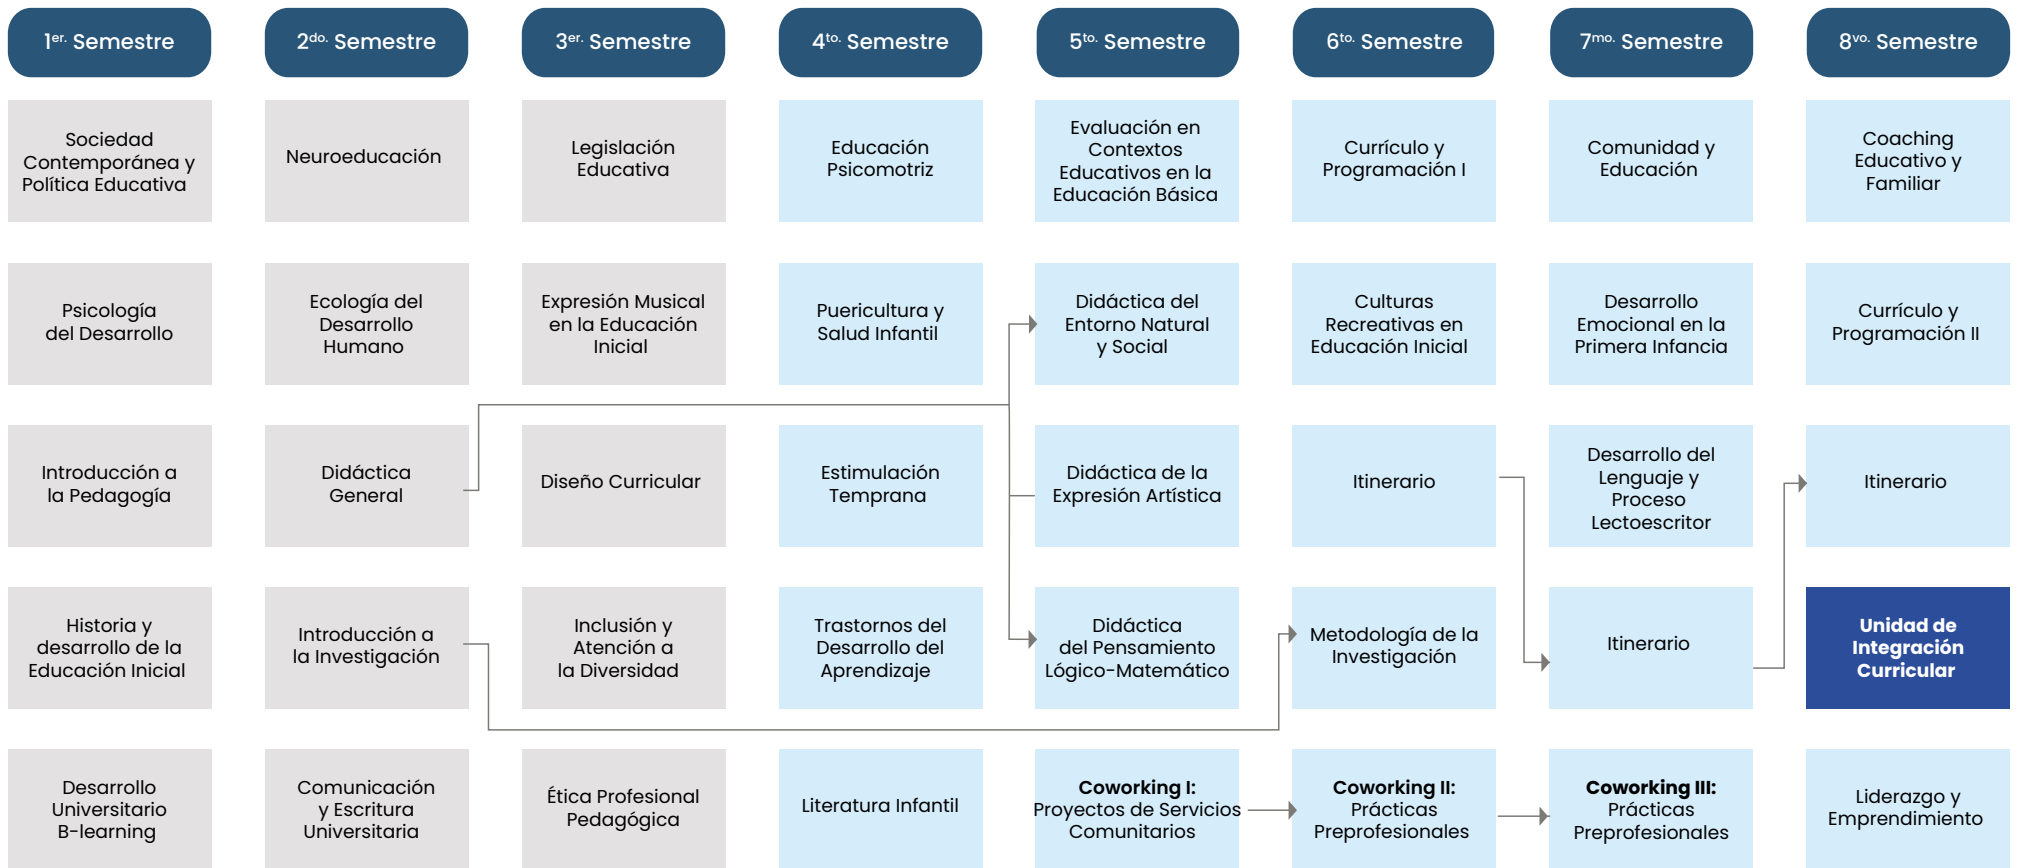 1er. Semestre
2do. Semestre
3er. Semestre
4to. Semestre
5to. Semestre
6to. Semestre
7mo. Semestre
8vo. Semestre
Sociedad
Contemporánea y
Política Educativa
Neuroeducación
Legislación
Educativa
Educación
Psicomotriz
Evaluación en
Contextos
Educativos en la
Educación Básica
Currículo y
Programación I
Comunidad y
Educación
Coaching
Educativo y
Familiar
Psicología
del Desarrollo
Ecología del
Desarrollo
Humano
Expresión Musical
en la Educación
Inicial
Puericultura y
Salud Infantil
Didáctica del
Entorno Natural
y Social
Culturas
Recreativas en
Educación Inicial
Desarrollo
Emocional en la
Primera Infancia
Currículo y
Programación II
Introducción a
la Pedagogía
Didáctica
General
Diseño Curricular
Estimulación
Temprana
Didáctica de la
Expresión Artística
Itinerario
Desarrollo del
Lenguaje y
Proceso
Lectoescritor
Itinerario
Historia y
desarrollo de la
Educación Inicial
Introducción a
la Investigación
Inclusión y
Atención a
la Diversidad
Trastornos del
Desarrollo del
Aprendizaje
Didáctica
del Pensamiento
Lógico-Matemático
Metodología de la
Investigación
Itinerario
Unidad de
Integración
Curricular
Desarrollo
Universitario
B-learning
Comunicación
y Escritura
Universitaria
Ética Profesional
Pedagógica
Literatura Infantil
Coworking I:
Proyectos de Servicios
Comunitarios
Coworking II:
Prácticas
Preprofesionales
Coworking III:
Prácticas
Preprofesionales
Liderazgo y
Emprendimiento